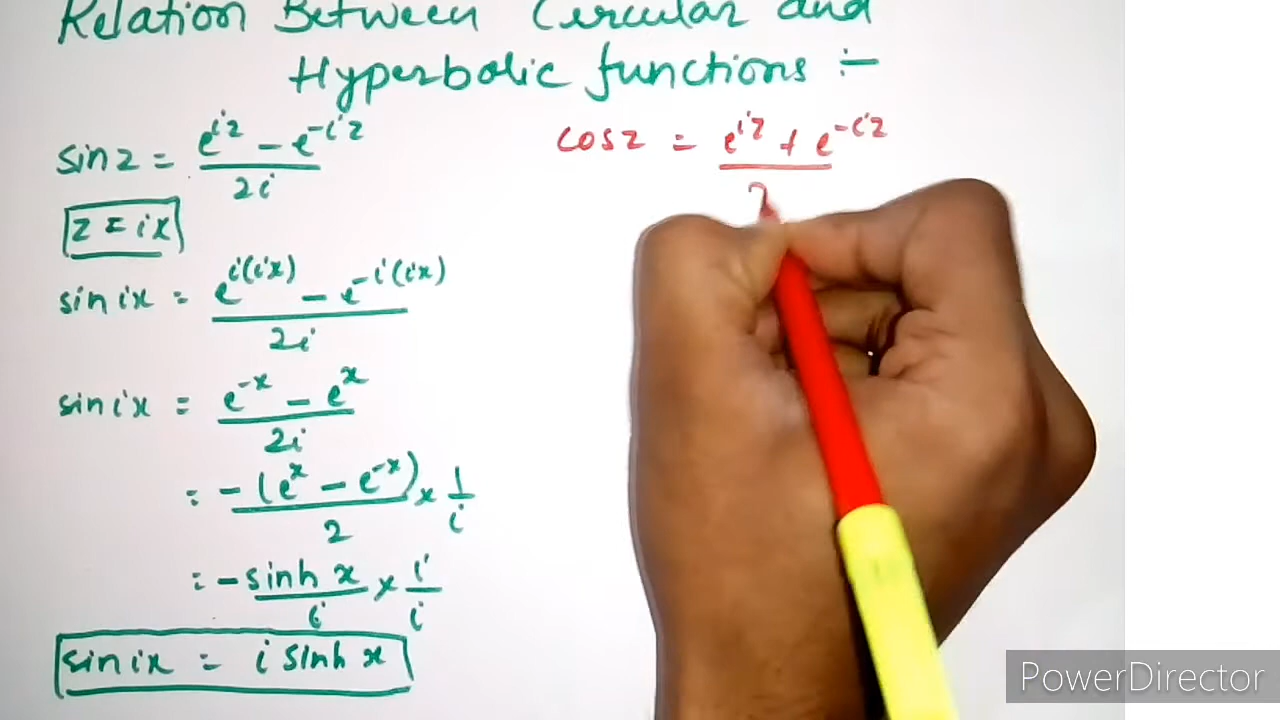 Relation Between Circular and
Hyperbolic functions :-
sin z = e^{iz} - e^{-iz} / 2i
z = ix
sin ix = e^{i(ix)} - e^{-i(ix)} / 2i
sin ix = e^{-x} - e^{x} / 2i
= -(e^{x} - e^{-x}) / 2 × 1/i
= - sinh x / i × i/i
sin ix = i sinh x
cos z = e^{iz} + e^{-iz} / 2
PowerDirector